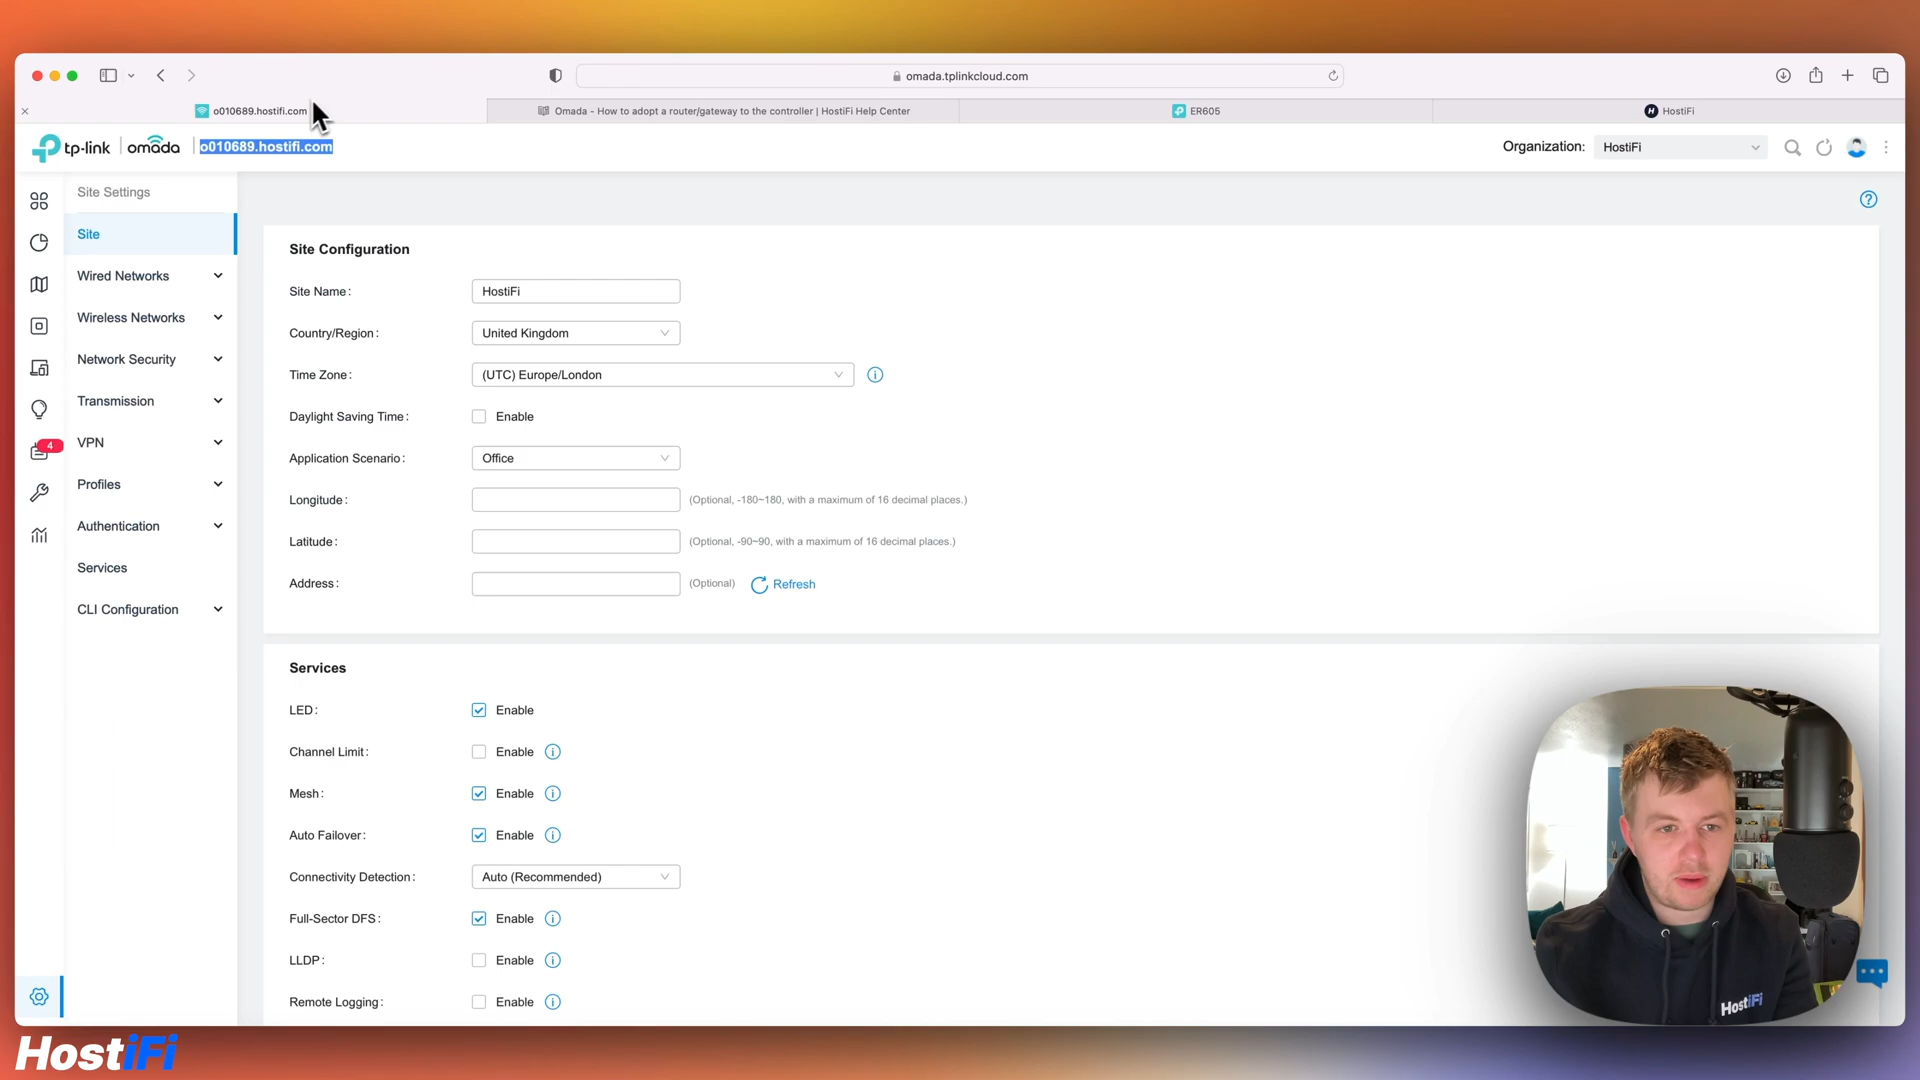 omada.tplinkcloud.com
o010689.hostifi.com
Omada - How to adopt a router/gateway to the controller | HostiFi Help Center
ER605
H HostiFi
tp-link omada o010689.hostifi.com
Organization: HostiFi
Site Settings
Site
Wired Networks
Wireless Networks
Network Security
Transmission
4
VPN
Profiles
Authentication
Services
CLI Configuration
Site Configuration
Site Name: HostiFi
Country/Region: United Kingdom
Time Zone: (UTC) Europe/London
Daylight Saving Time: Enable
Application Scenario: Office
Longitude: (Optional, -180~180, with a maximum of 16 decimal places.)
Latitude: (Optional, -90~90, with a maximum of 16 decimal places.)
Address: (Optional) Refresh
Services
LED: Enable
Channel Limit: Enable
Mesh: Enable
Auto Failover: Enable
Connectivity Detection: Auto (Recommended)
Full-Sector DFS: Enable
LLDP: Enable
Remote Logging: Enable
HostiFi
HostiFi